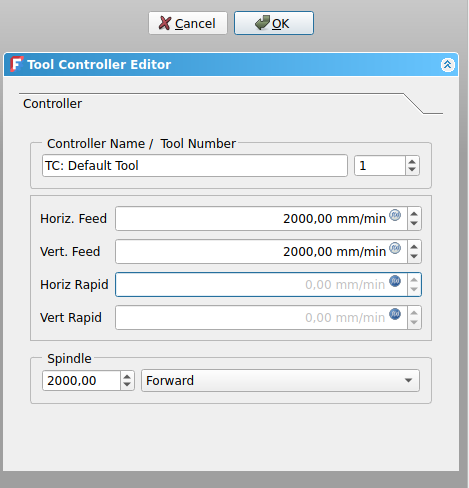 Cancel OK
Tool Controller Editor
Controller
Controller Name / Tool Number
TC: Default Tool 1
Horiz. Feed 2000,00 mm/min
Vert. Feed 2000,00 mm/min
Horiz Rapid 0,00 mm/min
Vert Rapid 0,00 mm/min
Spindle
2000,00 Forward